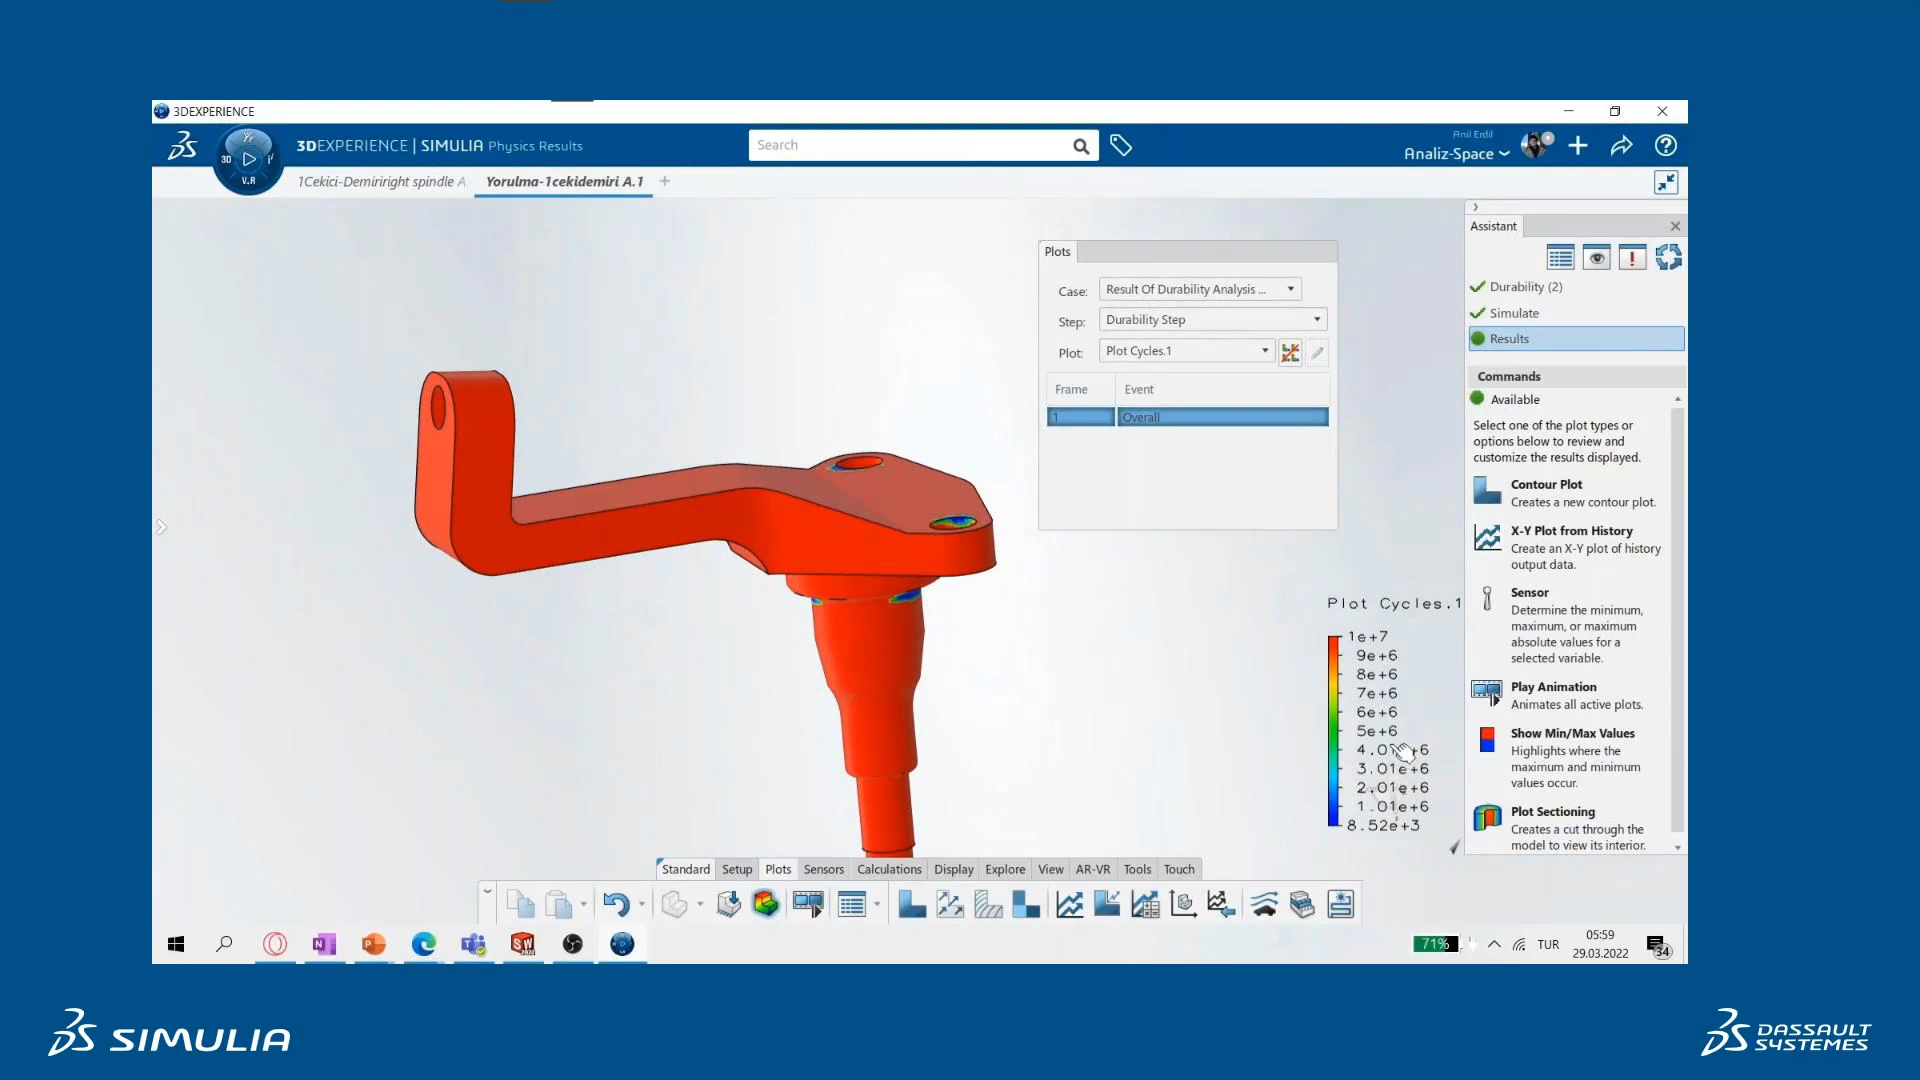 3DEXPERIENCE
3DEXPERIENCE | SIMULIA Physics Results
Search
Anil Erdil
Analiz-Space
3D
V.R
1Cekici-Demiriright spindle A
Yorulma-1cekidemiri A.1
Plots
Case: Result Of Durability Analysis ...
Step: Durability Step
Plot: Plot Cycles.1
Frame Event
1 Overall
Assistant
Durability (2)
Simulate
Results
Commands
Available
Select one of the plot types or
options below to review and
customize the results displayed.
Contour Plot
Creates a new contour plot.
X-Y Plot from History
Create an X-Y plot of history
output data.
Sensor
Determine the minimum,
maximum, or maximum
absolute values for a
selected variable.
Play Animation
Animates all active plots.
Show Min/Max Values
Highlights where the
maximum and minimum
values occur.
Plot Sectioning
Creates a cut through the
model to view its interior.
Plot Cycles.1
1e+7
9e+6
8e+6
7e+6
6e+6
5e+6
3.01e+6
2.01e+6
1.01e+6
8.52e+3
Standard Setup Plots Sensors Calculations Display Explore View AR-VR Tools Touch
71%
TUR
05:59
29.03.2022
34
SIMULIA
DASSAULT
SYSTEMES